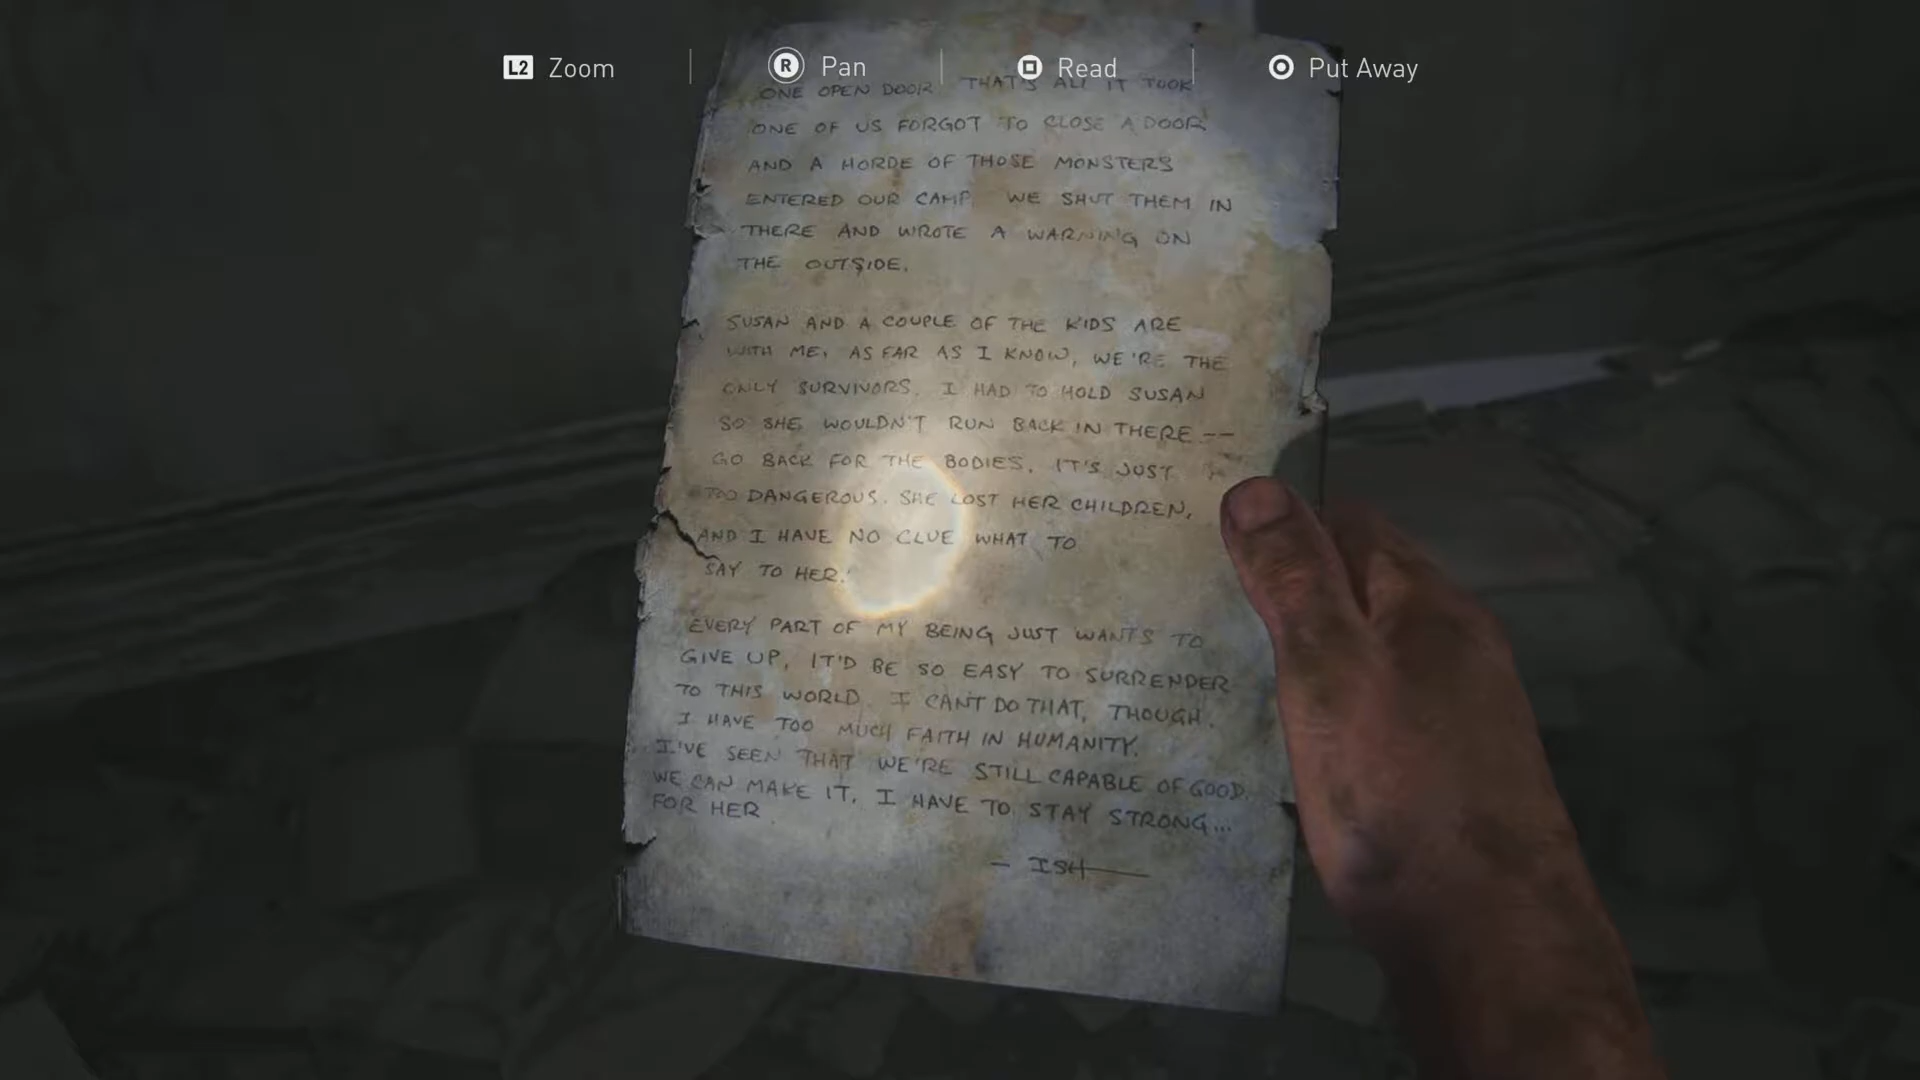 L2 Zoom R Pan Read Put Away
ONE OPEN DOOR. THAT'S ALL IT TOOK
ONE OF US FORGOT TO CLOSE A DOOR
AND A HORDE OF THOSE MONSTERS
ENTERED OUR CAMP. WE SHUT THEM IN
THERE AND WROTE A WARNING ON
THE OUTSIDE.
SUSAN AND A COUPLE OF THE KIDS ARE
WITH ME, AS FAR AS I KNOW, WE'RE THE
ONLY SURVIVORS. I HAD TO HOLD SUSAN
SO SHE WOULDN'T RUN BACK IN THERE --
GO BACK FOR THE BODIES. IT'S JUST
TOO DANGEROUS. SHE LOST HER CHILDREN,
AND I HAVE NO CLUE WHAT TO
SAY TO HER.
EVERY PART OF MY BEING JUST WANTS TO
GIVE UP, IT'D BE SO EASY TO SURRENDER
TO THIS WORLD. I CAN'T DO THAT, THOUGH.
I HAVE TOO MUCH FAITH IN HUMANITY.
I'VE SEEN THAT WE'RE STILL CAPABLE OF GOOD.
WE CAN MAKE IT. I HAVE TO STAY STRONG...
FOR HER.
- ISH